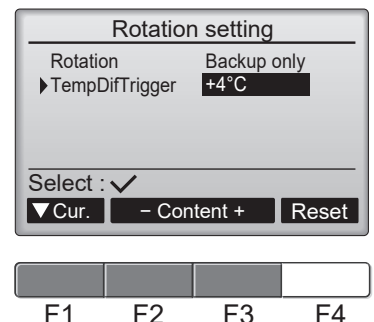 Rotation setting
Rotation Backup only
▶TempDifTrigger +4°C
Select : ✓
▼Cur. − Content + Reset
F1 F2 F3 F4